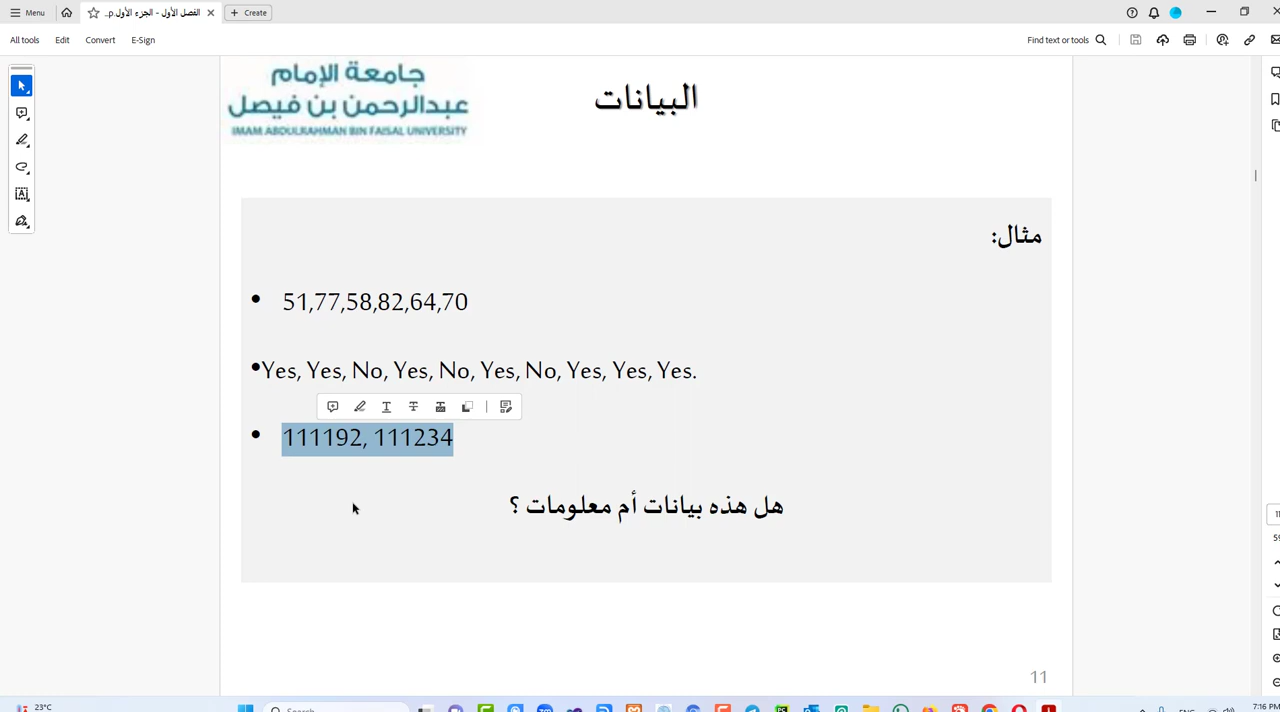 Menu
الفصل الأول - الجزء الأول.p..
Create
All tools
Edit
Convert
E-Sign
Find text or tools
جامعة الإمام
عبدالرحمن بن فيصل
IMAM ABDULRAHMAN BIN FAISAL UNIVERSITY
البيانات
مثال:
• 51,77,58,82,64,70
•Yes, Yes, No, Yes, No, Yes, No, Yes, Yes, Yes.
• 111192, 111234
هل هذه بيانات أم معلومات ؟
11
23°C
Search
ENG
7:16 PM